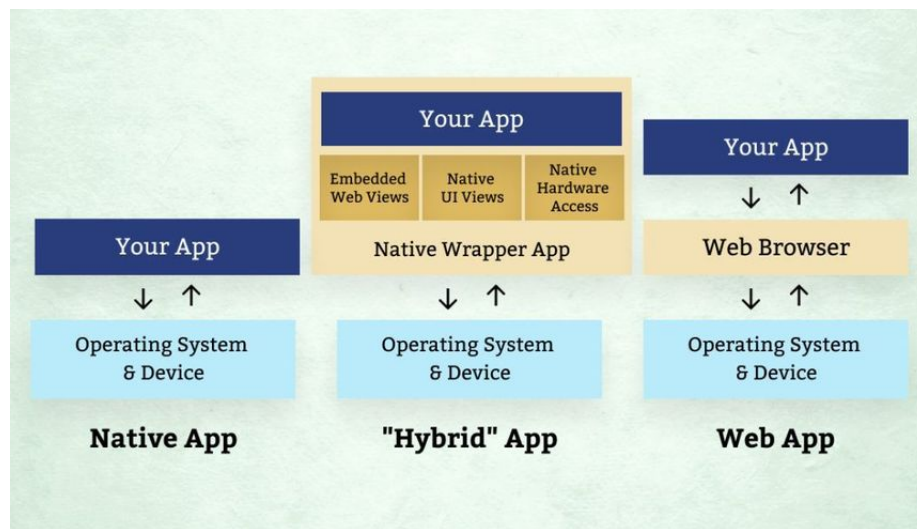 Your App
Operating System
& Device
Native App
Your App
Embedded
Web Views
Native
UI Views
Native
Hardware
Access
Native Wrapper App
Operating System
& Device
"Hybrid" App
Your App
Web Browser
Operating System
& Device
Web App